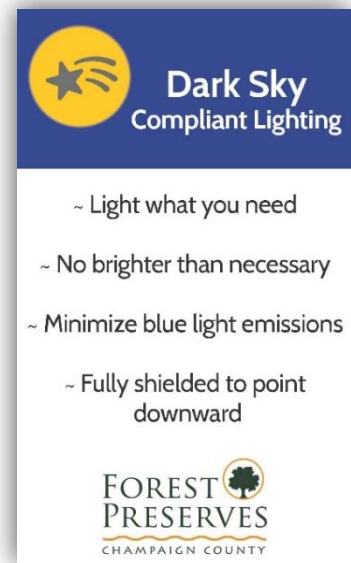 Dark Sky
Compliant Lighting
~ Light what you need
~ No brighter than necessary
~ Minimize blue light emissions
~ Fully shielded to point
downward
FOREST
PRESERVES
CHAMPAIGN COUNTY